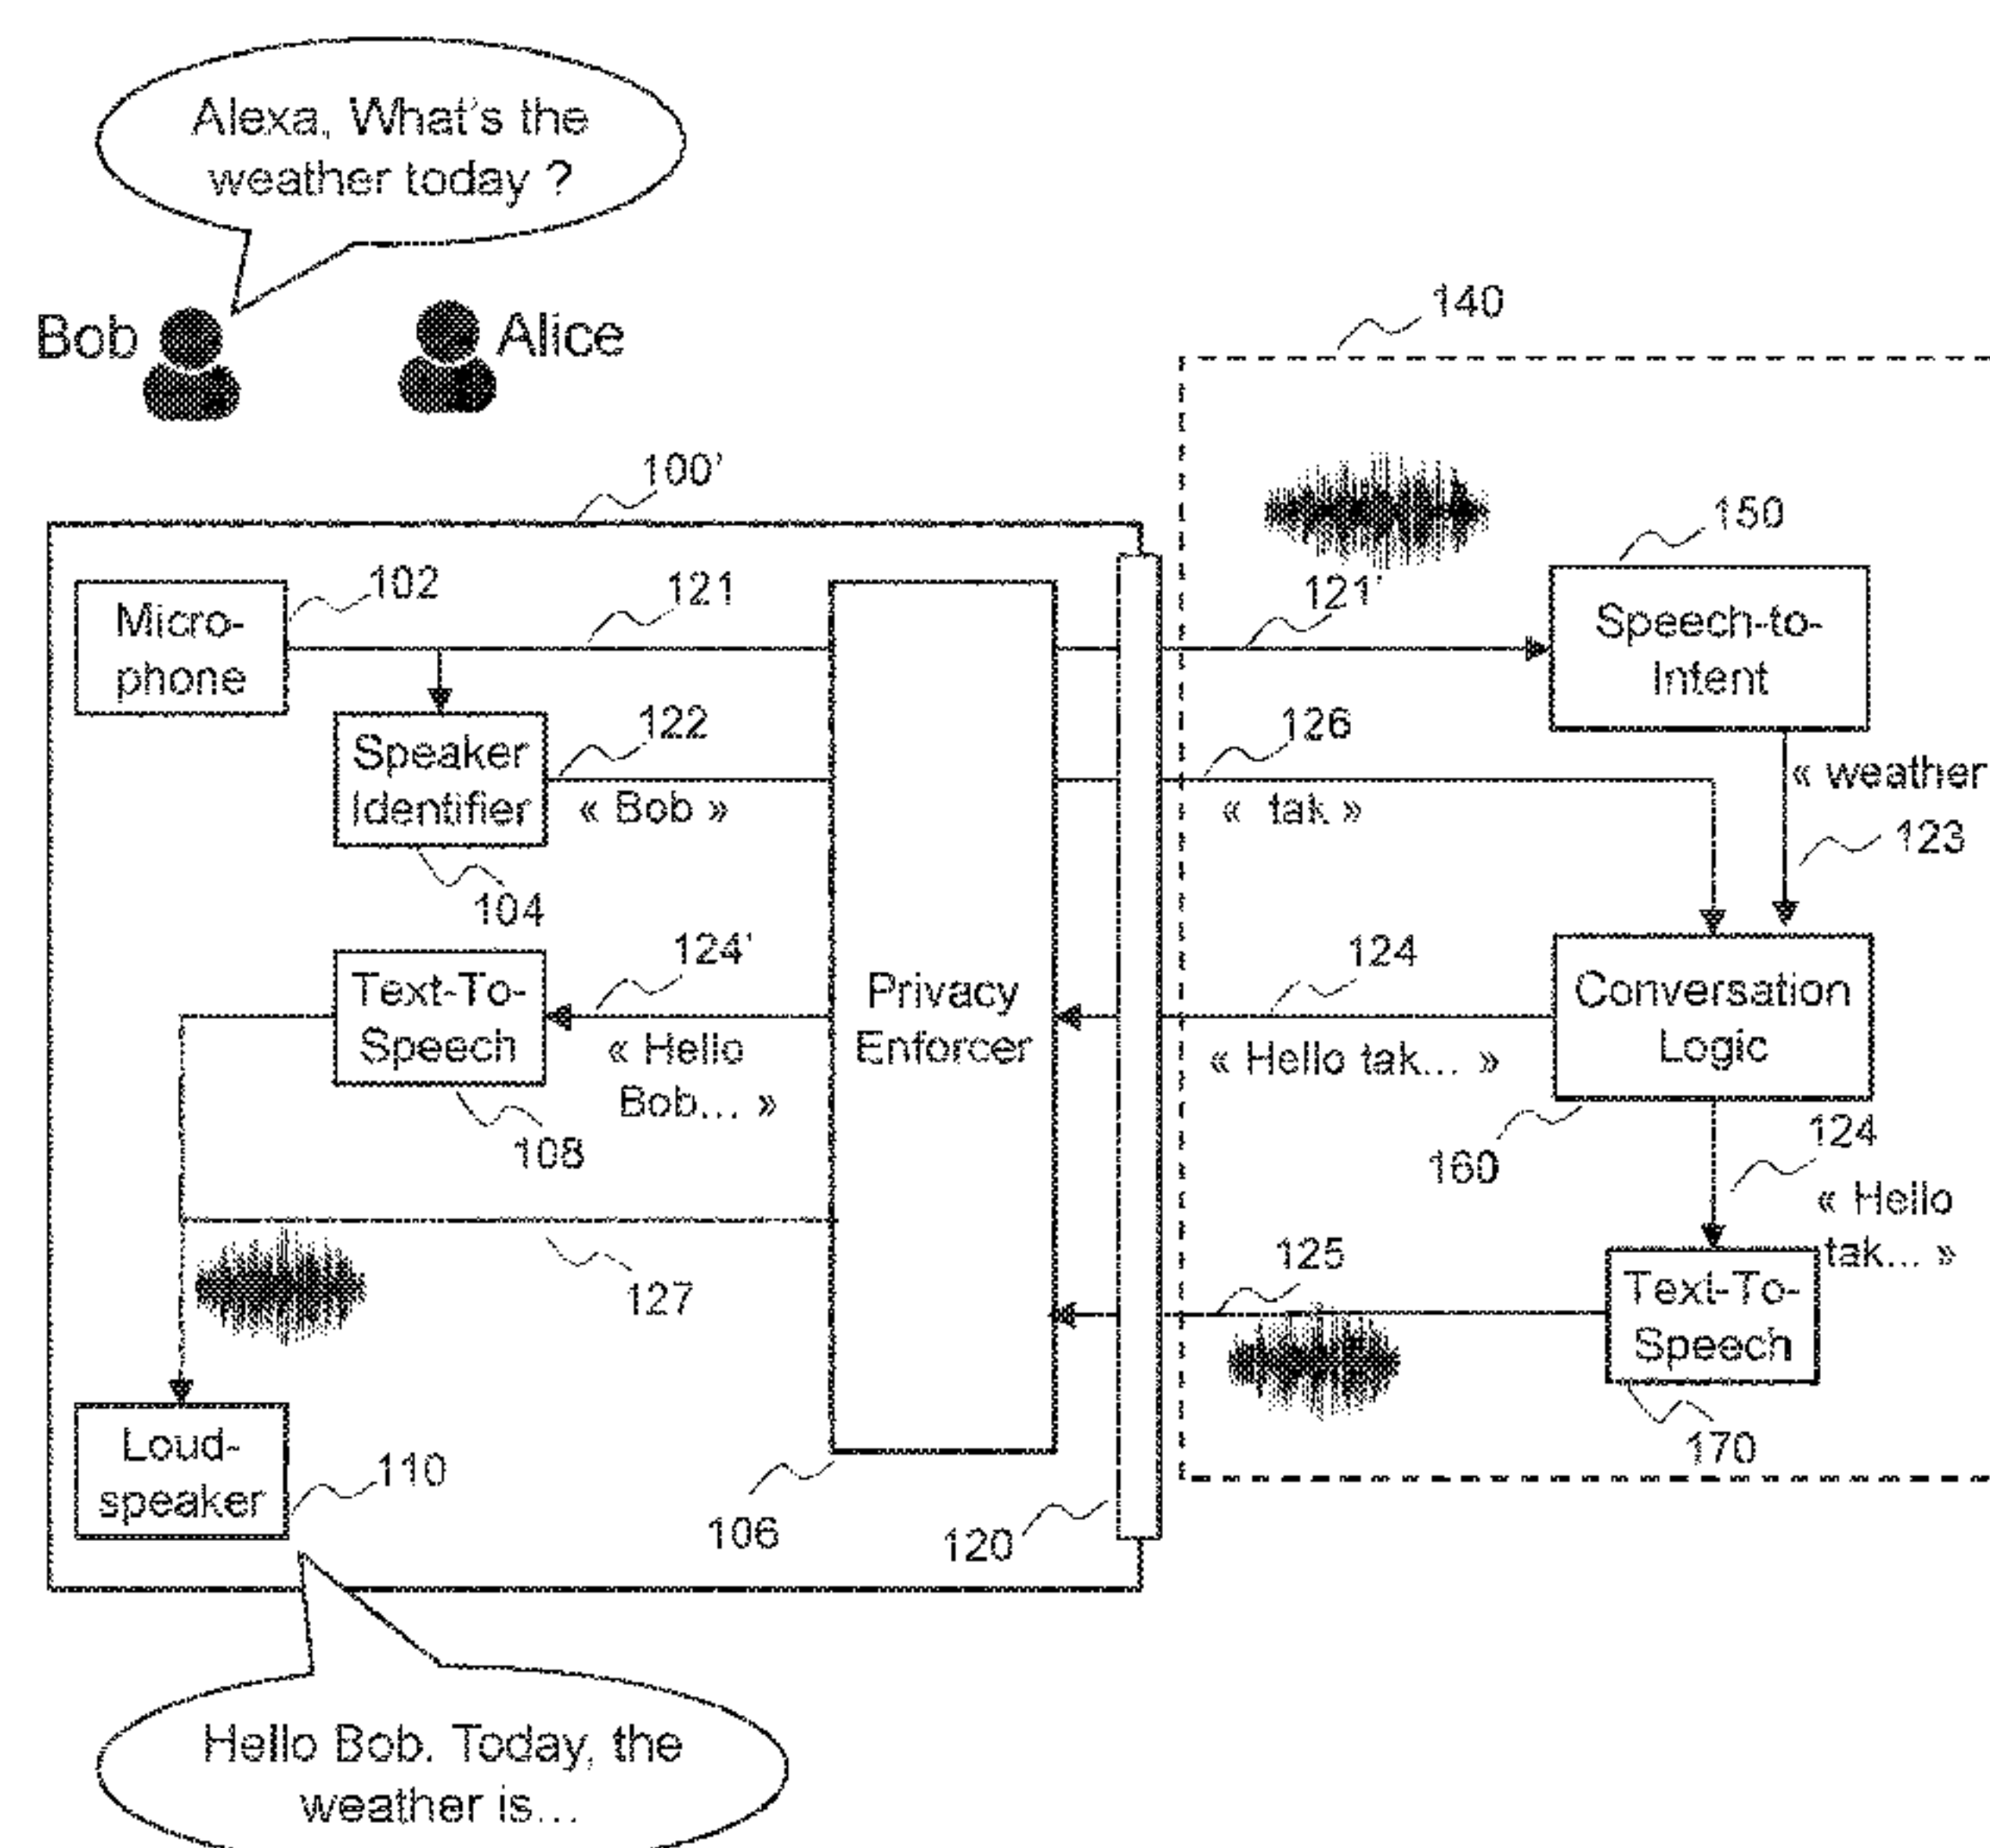 Alexa, What's the
weather today ?
Bob
Alice
140
100'
150
102
121
121'
Micro-
phone
Speech-to-
Intent
122
126
Speaker
Identifier
« Bob »
« tak »
« weather
123
104
124'
124
Text-To-
Speech
« Hello
Bob... »
Privacy
Enforcer
« Hello tak... »
Conversation
Logic
108
160
124
« Hello
tak... »
127
125
Text-To-
Speech
170
Loud-
speaker
110
106
120
Hello Bob. Today, the
weather is...